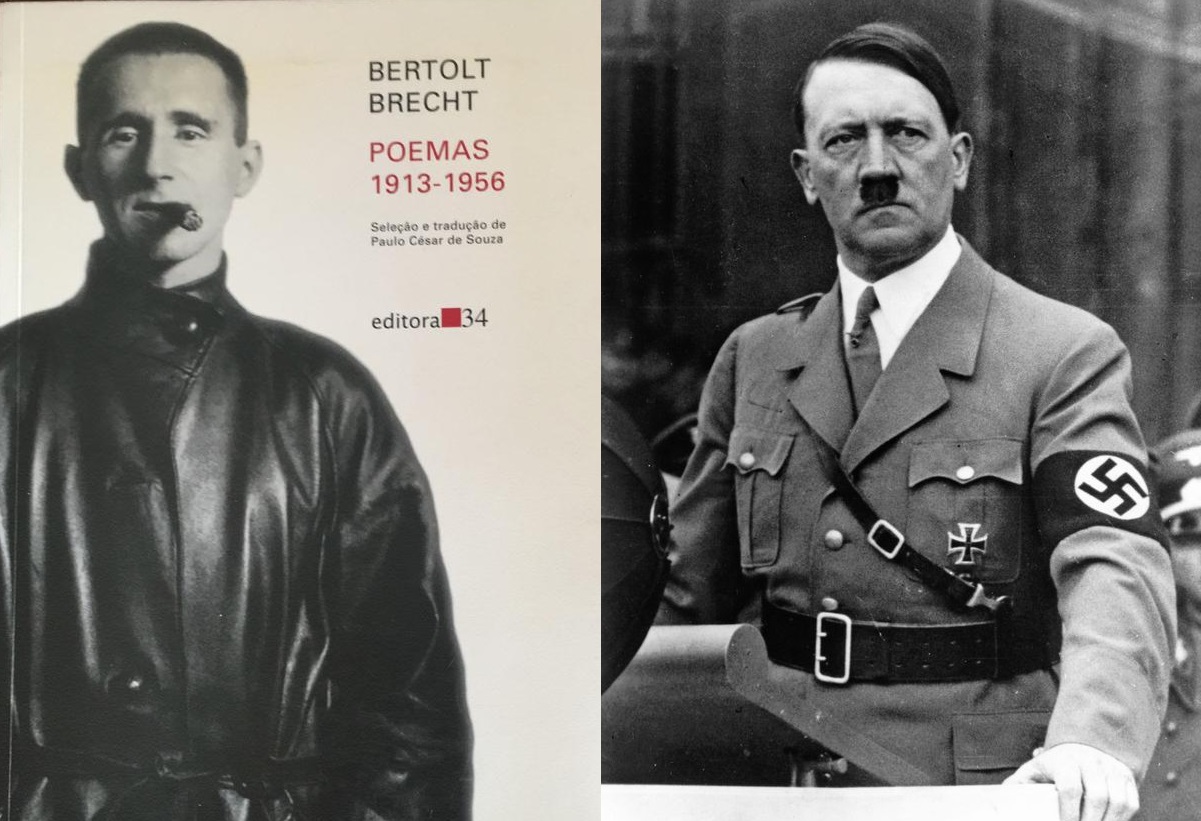 BERTOLT
BRECHT
POEMAS
1913-1956
Seleção e tradução de
Paulo César de Souza
editora 34